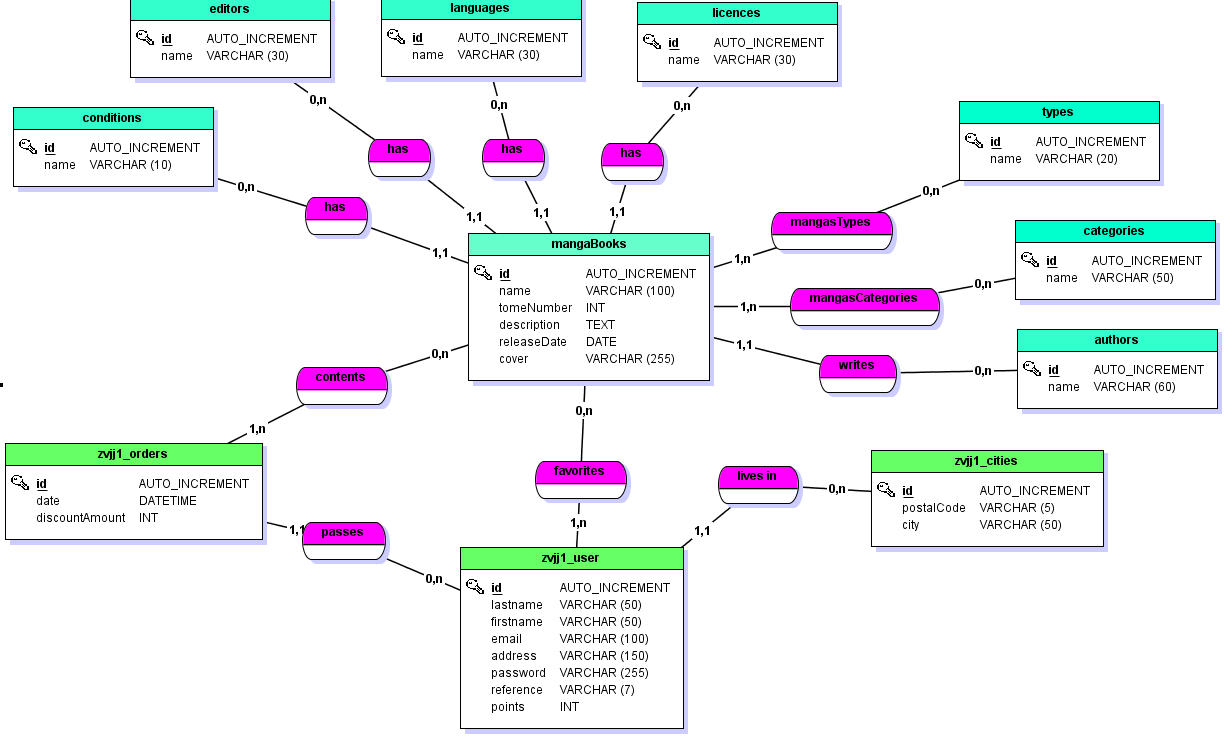 editors
id AUTO_INCREMENT
name VARCHAR (30)
languages
id AUTO_INCREMENT
name VARCHAR (30)
licences
id AUTO_INCREMENT
name VARCHAR (30)
conditions
id AUTO_INCREMENT
name VARCHAR (10)
types
id AUTO_INCREMENT
name VARCHAR (20)
0,n
0,n
0,n
has
has
has
0,n
has
0,n
1,1
1,1
1,1
1,1
mangasTypes
1,n
categories
id AUTO_INCREMENT
name VARCHAR (50)
mangaBooks
id AUTO_INCREMENT
name VARCHAR (100)
tomeNumber INT
description TEXT
releaseDate DATE
cover VARCHAR (255)
0,n
mangasCategories
1,n
authors
id AUTO_INCREMENT
name VARCHAR (60)
1,1
writes
0,n
0,n
contents
1,n
0,n
favorites
1,n
zvjj1_orders
id AUTO_INCREMENT
date DATETIME
discountAmount INT
lives in
0,n
1,1
zvjj1_cities
id AUTO_INCREMENT
postalCode VARCHAR (5)
city VARCHAR (50)
1,1
passes
0,n
zvjj1_user
id AUTO_INCREMENT
lastname VARCHAR (50)
firstname VARCHAR (50)
email VARCHAR (100)
address VARCHAR (150)
password VARCHAR (255)
reference VARCHAR (7)
points INT